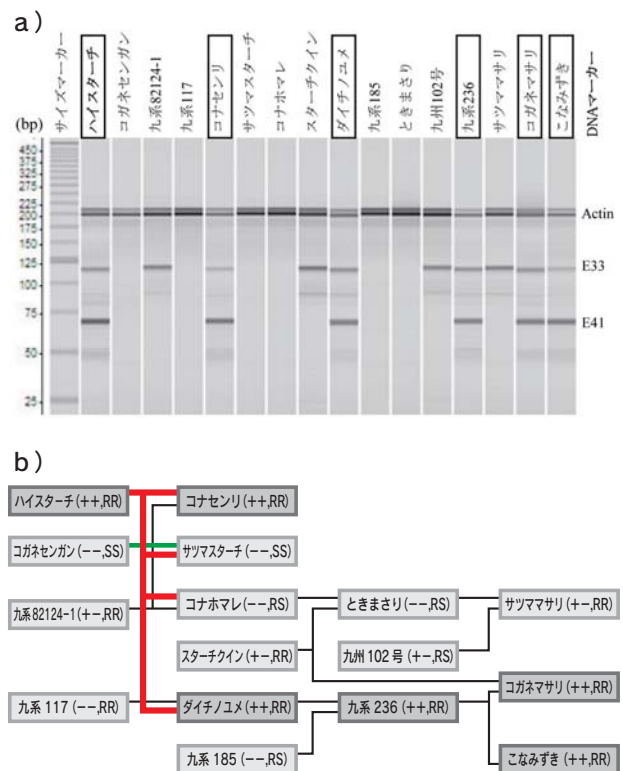 a)
(bp)
サイズマーカー
ハイスターチ
コガネセンガン
九系82124-1
九系117
コナセンリ
サツマスターチ
コナホマレ
スターチクイン
ダイチノユメ
九系185
ときまさり
九州102号
九系236
サツママサリ
コガネマサリ
こなみずき
DNAマーカー
450
375
325
275
225
200
175
150
125
100
75
50
25
Actin
E33
E41
b)
ハイスターチ(++,RR)
コナセンリ(++,RR)
コガネセンガン(−−,SS)
サツマスターチ(−−,SS)
九系82124-1(+−,RR)
コナホマレ(−−,RS)
ときまさり(−−,RS)
サツママサリ(+−,RR)
スターチクイン(+−,RR)
九州102号(+−,RS)
コガネマサリ(++,RR)
九系117(−−,RR)
ダイチノユメ(++,RR)
九系236(++,RR)
九系185(−−,RS)
こなみずき(++,RR)